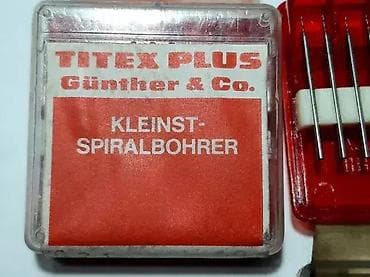 TITEX PLUS
Günther & Co.
KLEINST-
SPIRALBOHRER